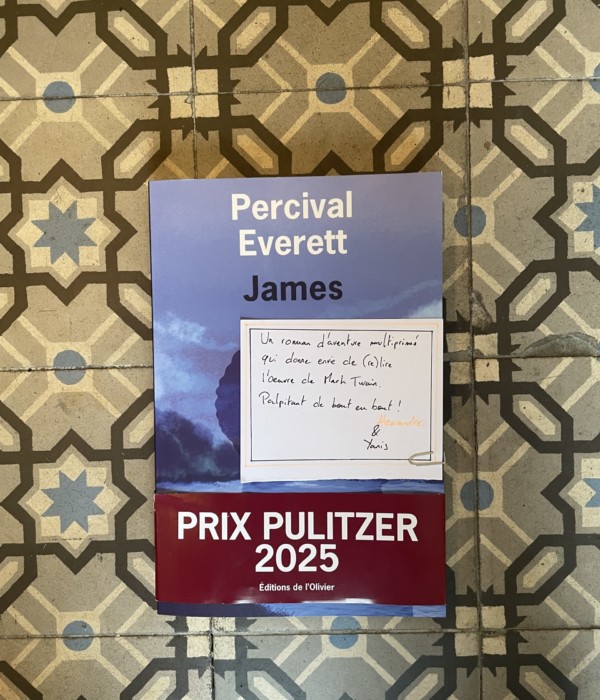 Percival
Everett
James
Un roman d'aventure multiprimé
qui donne envie de (re)lire
l'oeuvre de Mark Twain.
Palpitant de bout en bout !
Alexandre
&
Yanis
PRIX PULITZER
2025
Éditions de l'Olivier